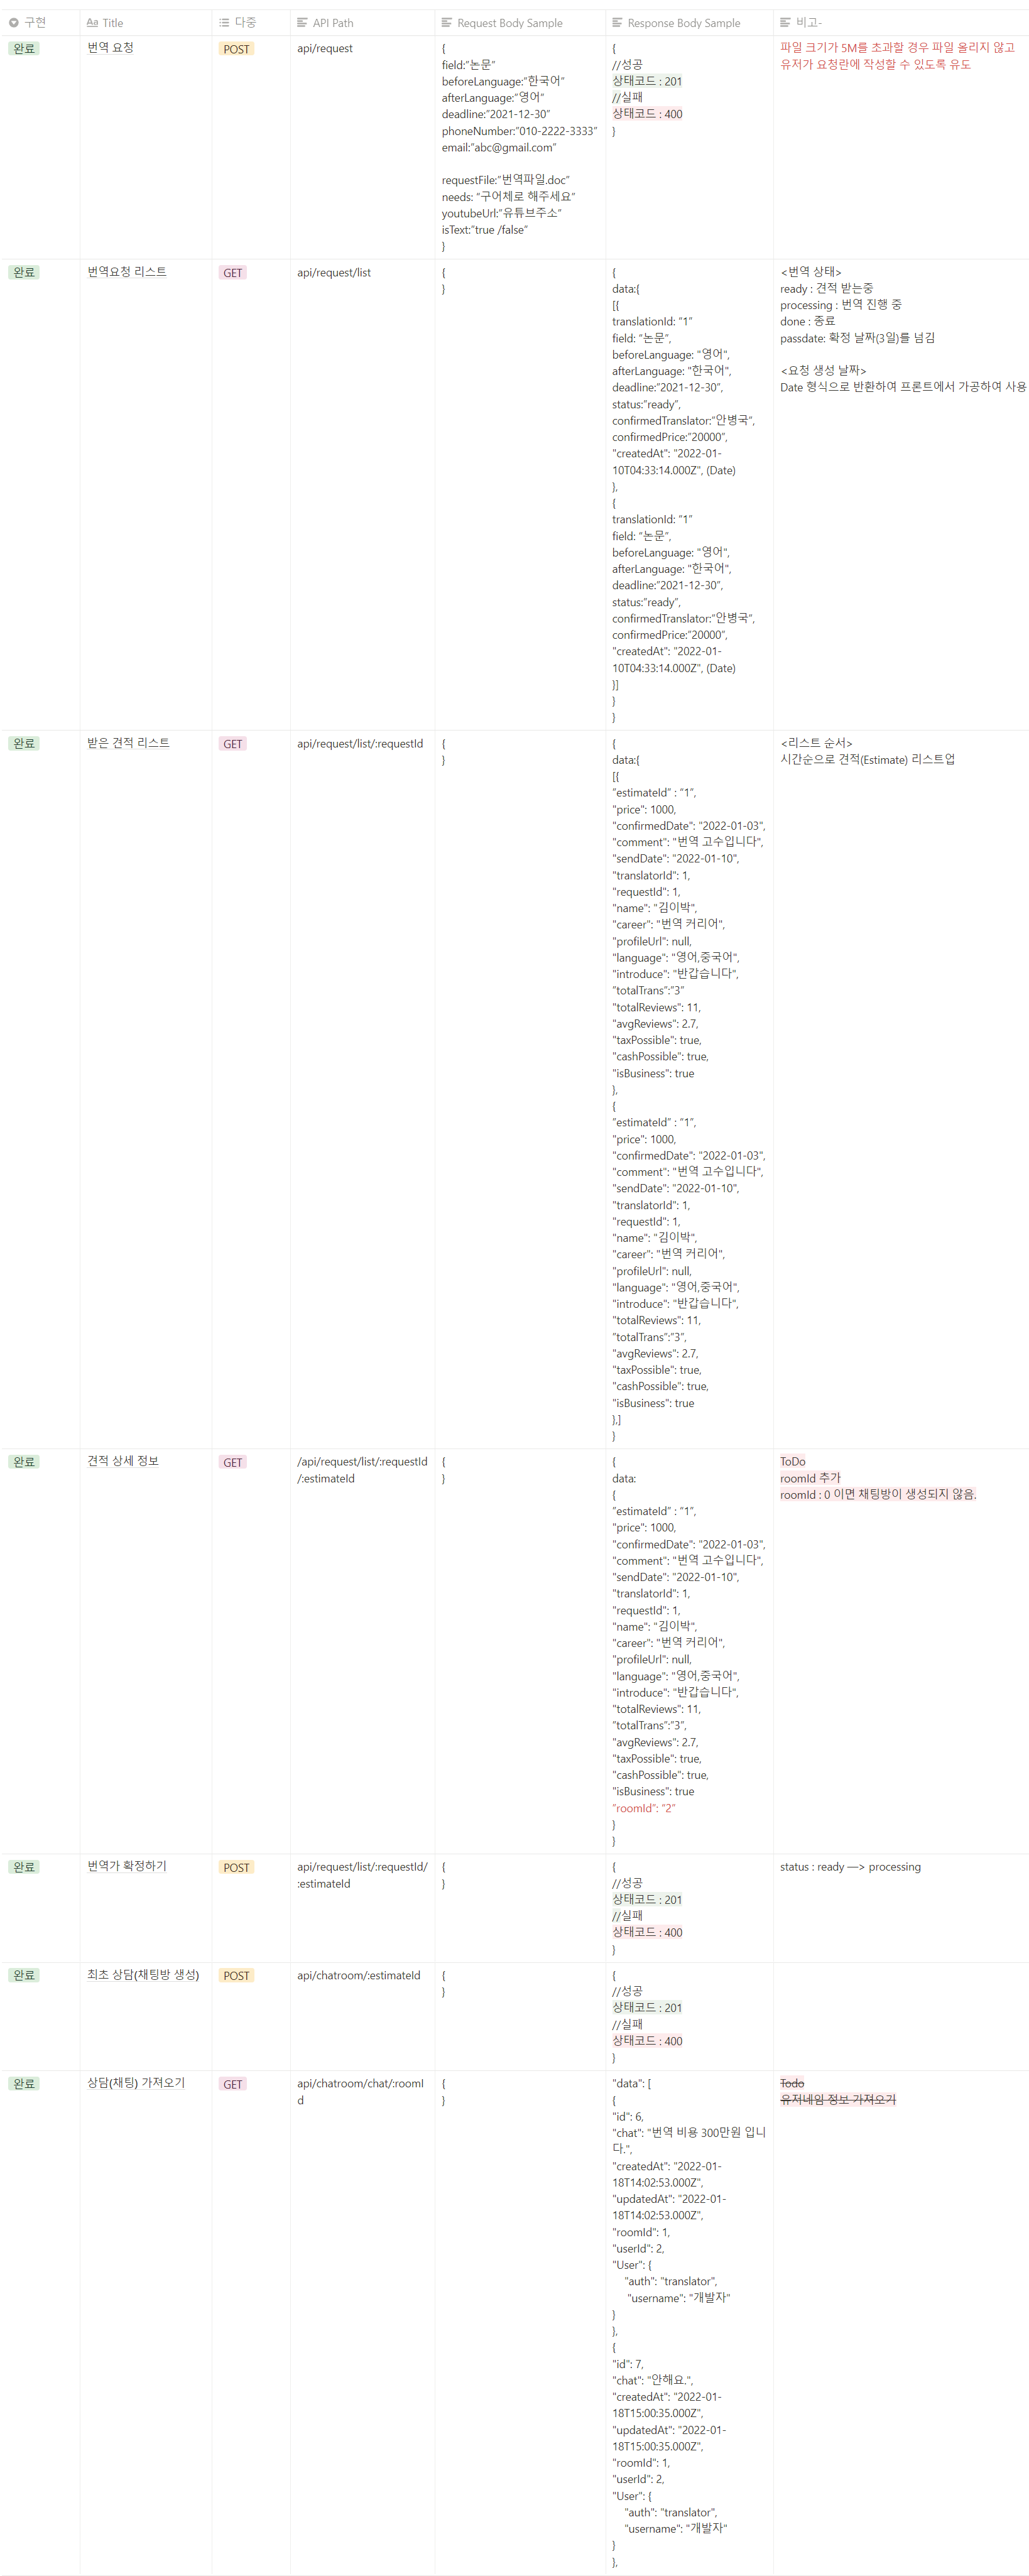 구현
Title
다중
API Path
Request Body Sample
Response Body Sample
비고-
완료
번역 요청
POST
api/request
{
field:"논문"
beforeLanguage:"한국어"
afterLanguage:"영어"
deadline:"2021-12-30"
phoneNumber:"010-2222-3333"
email:"abc@gmail.com"
requestFile:"번역파일.doc"
needs: "구어체로 해주세요"
youtubeUrl:"유튜브주소"
isText:"true /false"
}
{
//성공
상태코드 : 201
//실패
상태코드 : 400
}
파일 크기가 5M를 초과할 경우 파일 올리지 않고
유저가 요청란에 작성할 수 있도록 유도
완료
번역요청 리스트
GET
api/request/list
{
}
{
data:{
[{
translationId: "1"
field: "논문",
beforeLanguage: "영어",
afterLanguage: "한국어",
deadline:"2021-12-30",
status:"ready",
confirmedTranslator:"안병국",
confirmedPrice:"20000",
"createdAt": "2022-01-
10T04:33:14.000Z", (Date)
},
{
translationId: "1"
field: "논문",
beforeLanguage: "영어",
afterLanguage: "한국어",
deadline:"2021-12-30",
status:"ready",
confirmedTranslator:"안병국",
confirmedPrice:"20000",
"createdAt": "2022-01-
10T04:33:14.000Z", (Date)
}]
}
}
<번역 상태>
ready : 견적 받는중
processing : 번역 진행 중
done : 종료
passdate: 확정 날짜(3일)를 넘김
<요청 생성 날짜>
Date 형식으로 반환하여 프론트에서 가공하여 사용
완료
받은 견적 리스트
GET
api/request/list/:requestId
{
}
{
data:{
[{
"estimateId" : "1",
"price": 1000,
"confirmedDate": "2022-01-03",
"comment": "번역 고수입니다",
"sendDate": "2022-01-10",
"translatorId": 1,
"requestId": 1,
"name": "김이박",
"career": "번역 커리어",
"profileUrl": null,
"language": "영어,중국어",
"introduce": "반갑습니다",
"totalTrans":"3"
"totalReviews": 11,
"avgReviews": 2.7,
"taxPossible": true,
"cashPossible": true,
"isBusiness": true
},
{
"estimateId" : "1",
"price": 1000,
"confirmedDate": "2022-01-03",
"comment": "번역 고수입니다",
"sendDate": "2022-01-10",
"translatorId": 1,
"requestId": 1,
"name": "김이박",
"career": "번역 커리어",
"profileUrl": null,
"language": "영어,중국어",
"introduce": "반갑습니다",
"totalReviews": 11,
"totalTrans":"3",
"avgReviews": 2.7,
"taxPossible": true,
"cashPossible": true,
"isBusiness": true
},]
}
<리스트 순서>
시간순으로 견적(Estimate) 리스트업
완료
견적 상세 정보
GET
/api/request/list/:requestId
/:estimateId
{
}
{
data:
{
"estimateId" : "1",
"price": 1000,
"confirmedDate": "2022-01-03",
"comment": "번역 고수입니다",
"sendDate": "2022-01-10",
"translatorId": 1,
"requestId": 1,
"name": "김이박",
"career": "번역 커리어",
"profileUrl": null,
"language": "영어,중국어",
"introduce": "반갑습니다",
"totalReviews": 11,
"totalTrans":"3",
"avgReviews": 2.7,
"taxPossible": true,
"cashPossible": true,
"isBusiness": true
"roomId": "2"
}
}
ToDo
roomId 추가
roomId : 0 이면 채팅방이 생성되지 않음.
완료
번역가 확정하기
POST
api/request/list/:requestId/
:estimateId
{
}
{
//성공
상태코드 : 201
//실패
상태코드 : 400
}
status : ready —> processing
완료
최초 상담(채팅방 생성)
POST
api/chatroom/:estimateId
{
}
{
//성공
상태코드 : 201
//실패
상태코드 : 400
}
완료
상담(채팅) 가져오기
GET
api/chatroom/chat/:roomI
d
{
}
"data": [
{
"id": 6,
"chat": "번역 비용 300만원 입니
다.",
"createdAt": "2022-01-
18T14:02:53.000Z",
"updatedAt": "2022-01-
18T14:02:53.000Z",
"roomId": 1,
"userId": 2,
"User": {
"auth": "translator",
"username": "개발자"
}
},
{
"id": 7,
"chat": "안해요.",
"createdAt": "2022-01-
18T15:00:35.000Z",
"updatedAt": "2022-01-
18T15:00:35.000Z",
"roomId": 1,
"userId": 2,
"User": {
"auth": "translator",
"username": "개발자"
}
},
Todo
유저네임 정보 가져오기